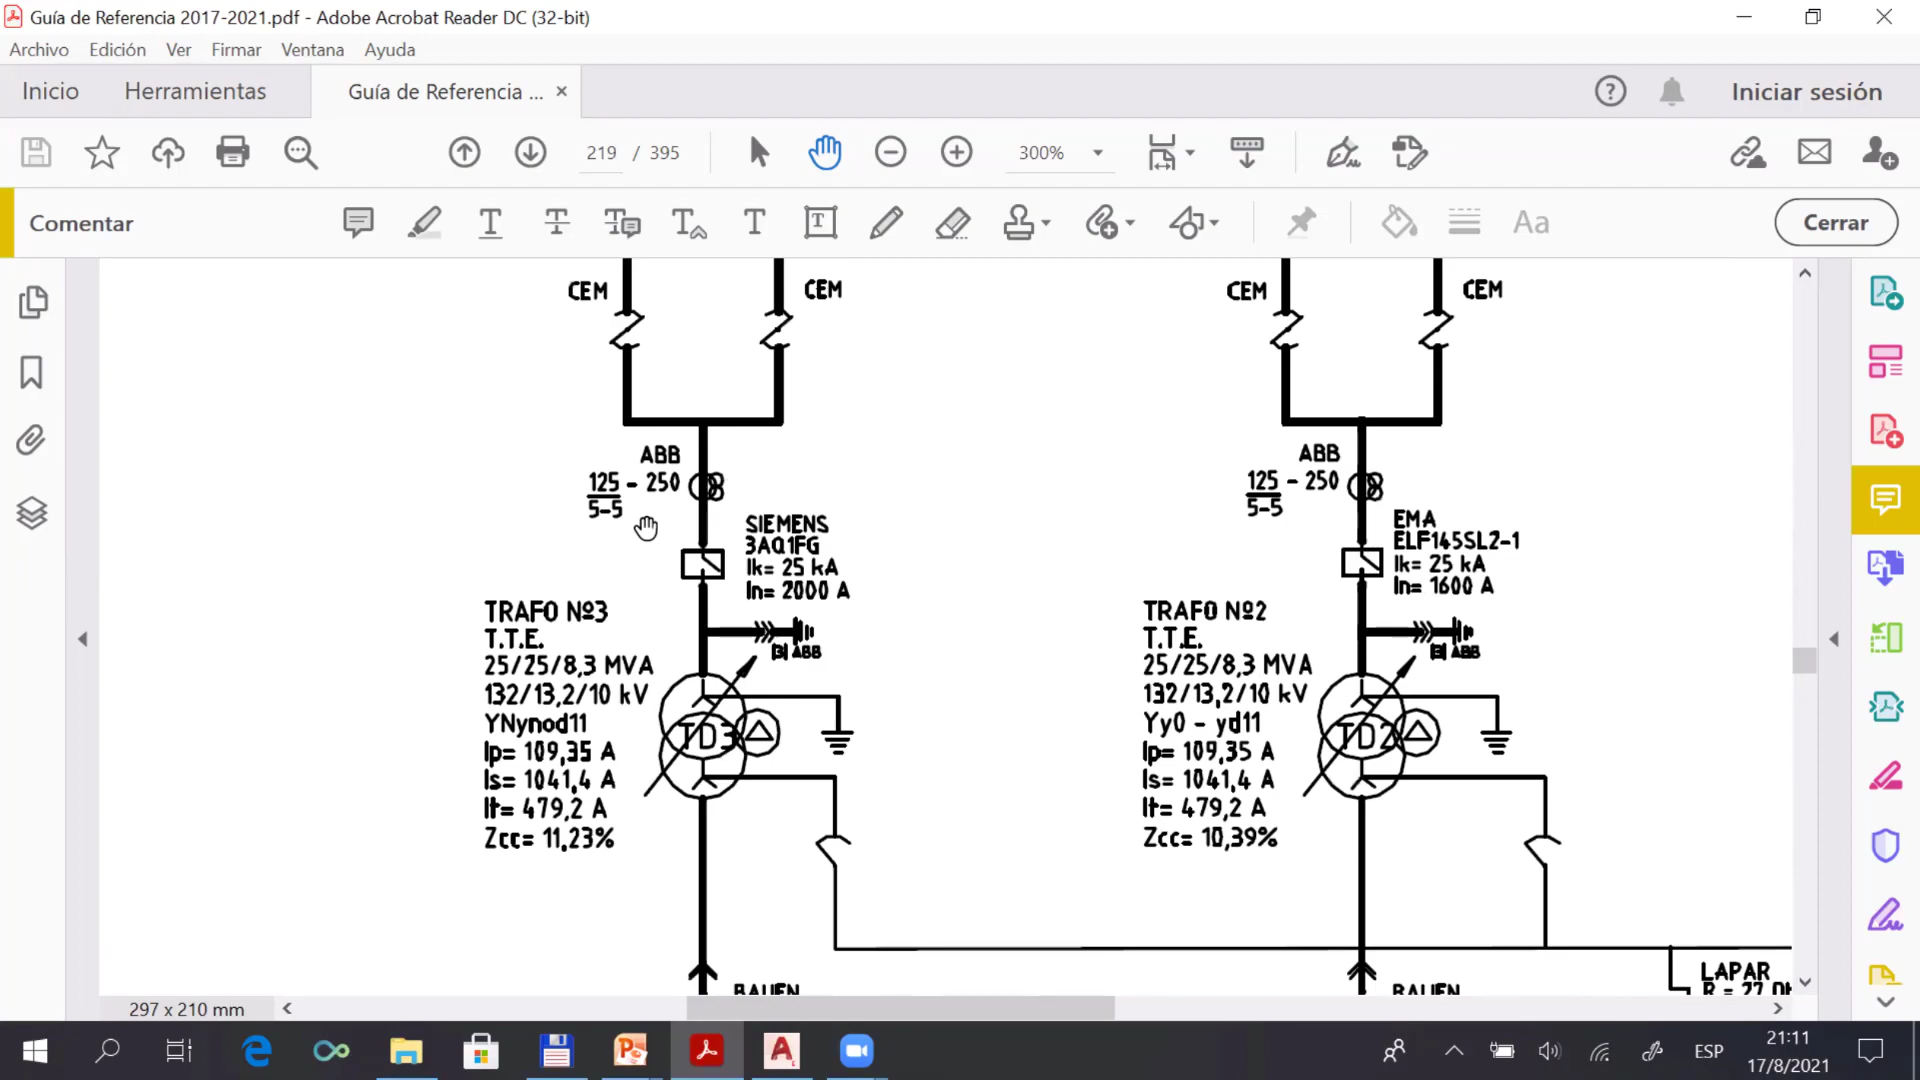 Guía de Referencia 2017-2021.pdf - Adobe Acrobat Reader DC (32-bit)
Archivo Edición Ver Firmar Ventana Ayuda
Inicio Herramientas Guía de Referencia ... × Iniciar sesión
219 / 395 300%
Comentar Cerrar
CEM CEM CEM CEM
ABB
125 - 250
5-5
SIEMENS
3AQ1FG
Ik= 25 kA
In= 2000 A
TRAFO Nº3
T.T.E.
25/25/8,3 MVA
132/13,2/10 kV
YNynod11
Ip= 109,35 A
Is= 1041,4 A
It= 479,2 A
Zcc= 11,23%
[3] ABB
TD3
ABB
125 - 250
5-5
EMA
ELF145SL2-1
Ik= 25 kA
In= 1600 A
TRAFO Nº2
T.T.E.
25/25/8,3 MVA
132/13,2/10 kV
Yy0 - yd11
Ip= 109,35 A
Is= 1041,4 A
It= 479,2 A
Zcc= 10,39%
[3] ABB
TD2
LAPAR
297 x 210 mm
ESP
21:11
17/8/2021